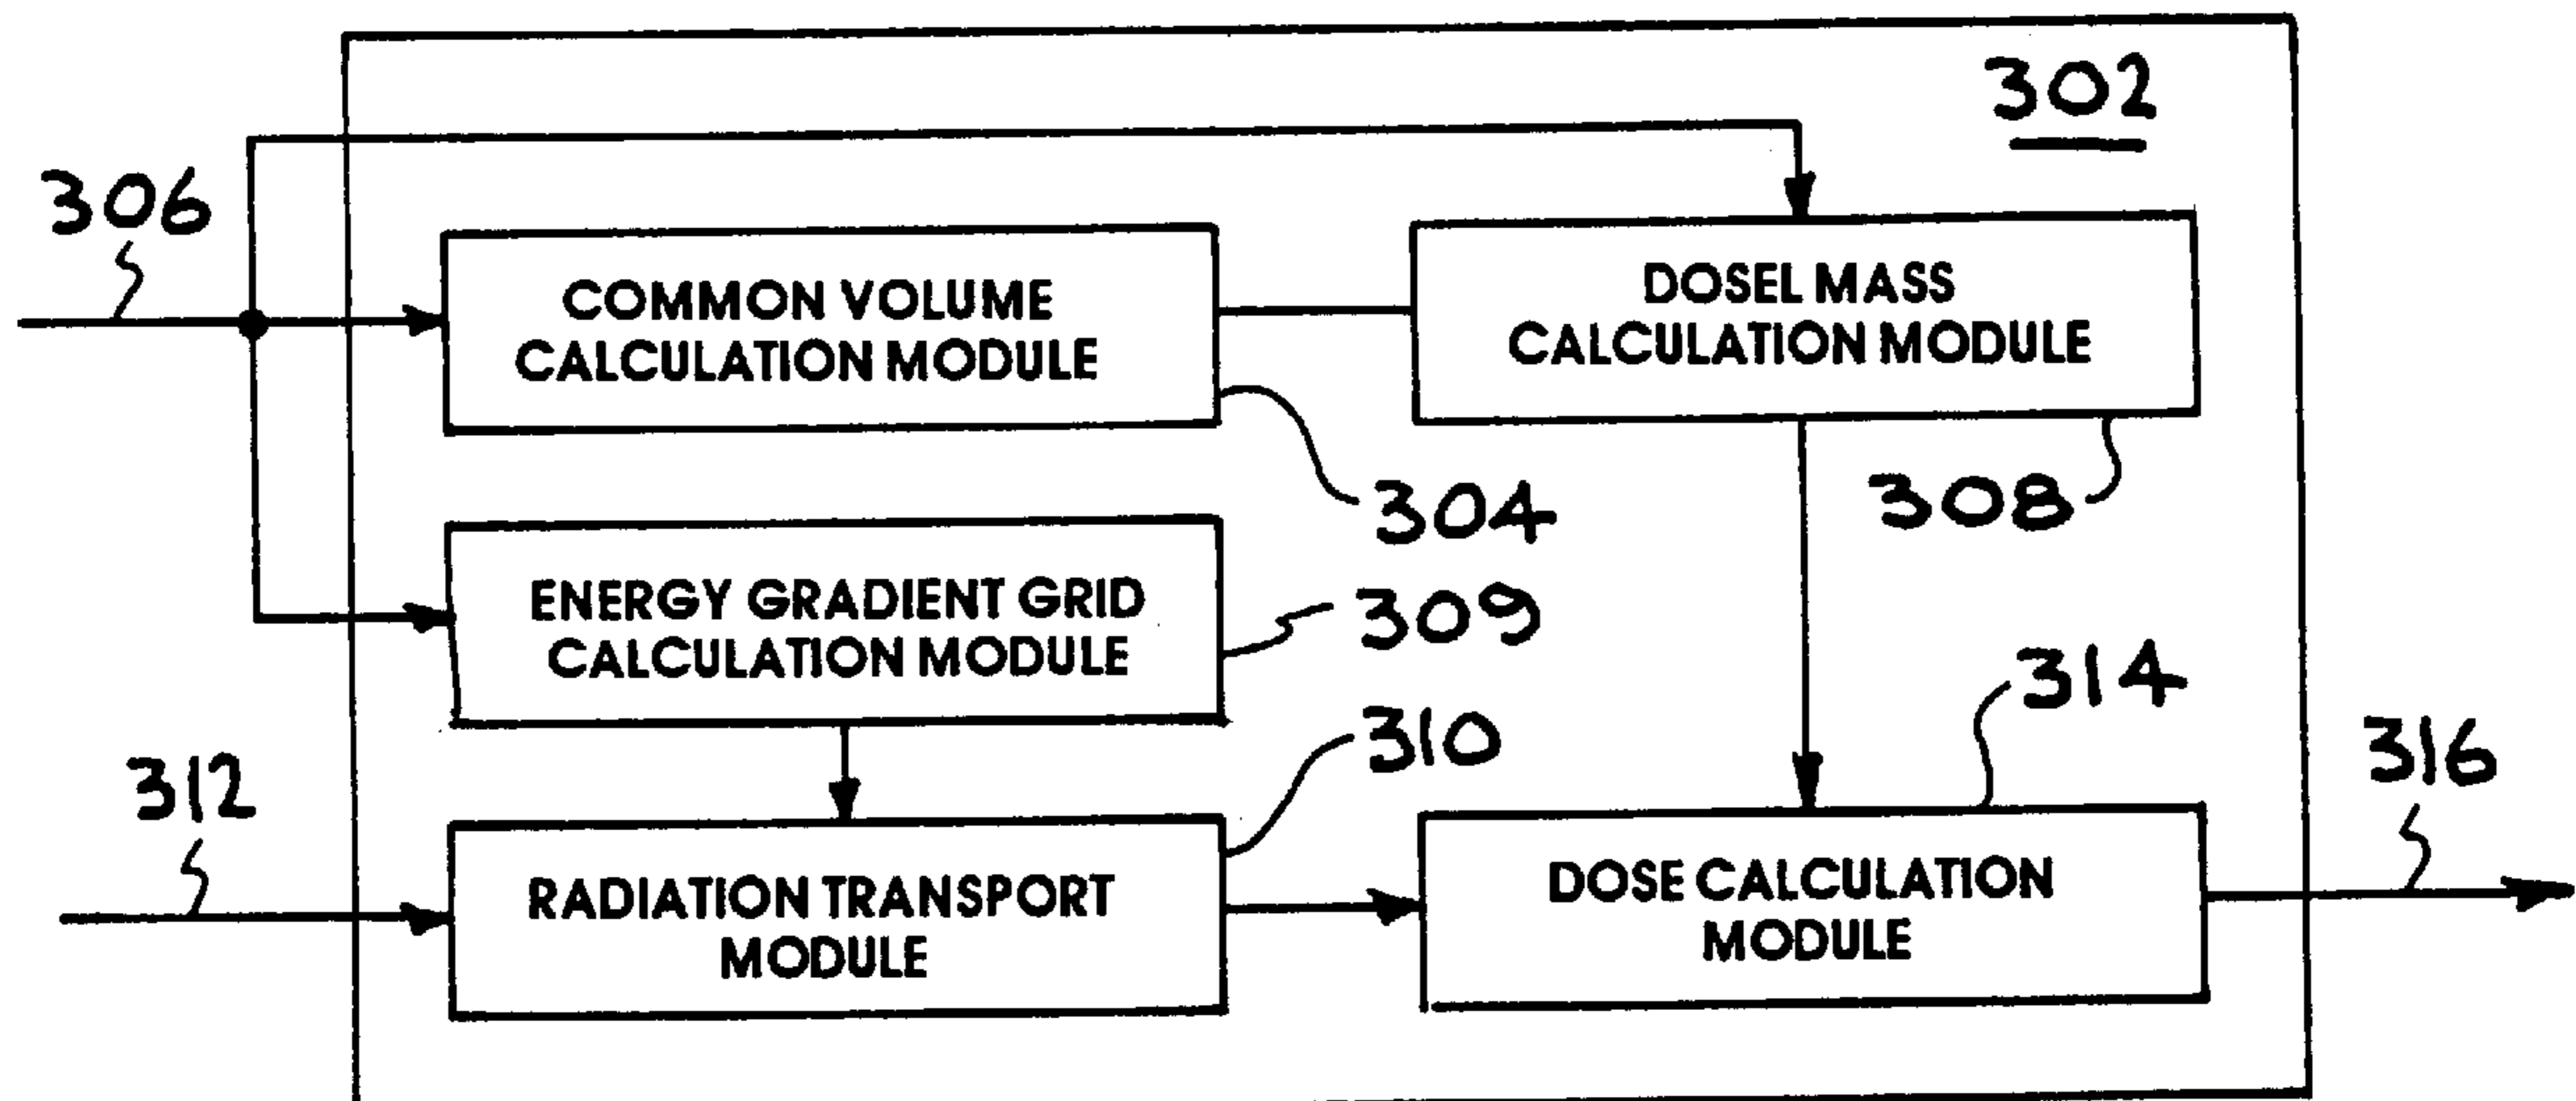 302
306
COMMON VOLUME
CALCULATION MODULE
DOSEL MASS
CALCULATION MODULE
304
308
ENERGY GRADIENT GRID
CALCULATION MODULE
309
314
310
316
312
RADIATION TRANSPORT
MODULE
DOSE CALCULATION
MODULE